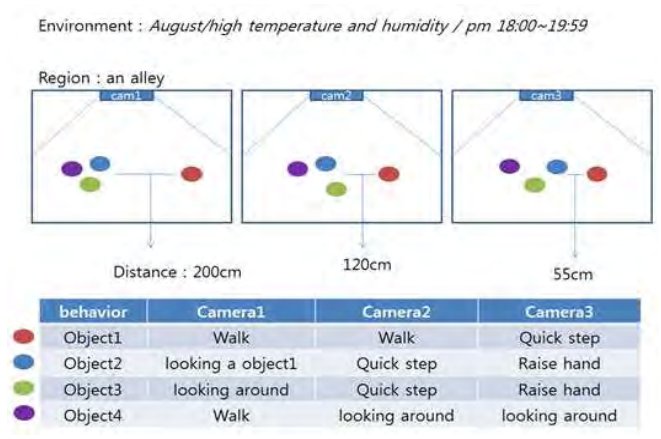 Environment : August/high temperature and humidity / pm 18:00~19:59
Region : an alley
cam1 cam2 cam3
Distance : 200cm 120cm 55cm
behavior Camera1 Camera2 Camera3
Object1 Walk Walk Quick step
Object2 looking a object1 Quick step Raise hand
Object3 looking around Quick step Raise hand
Object4 Walk looking around looking around